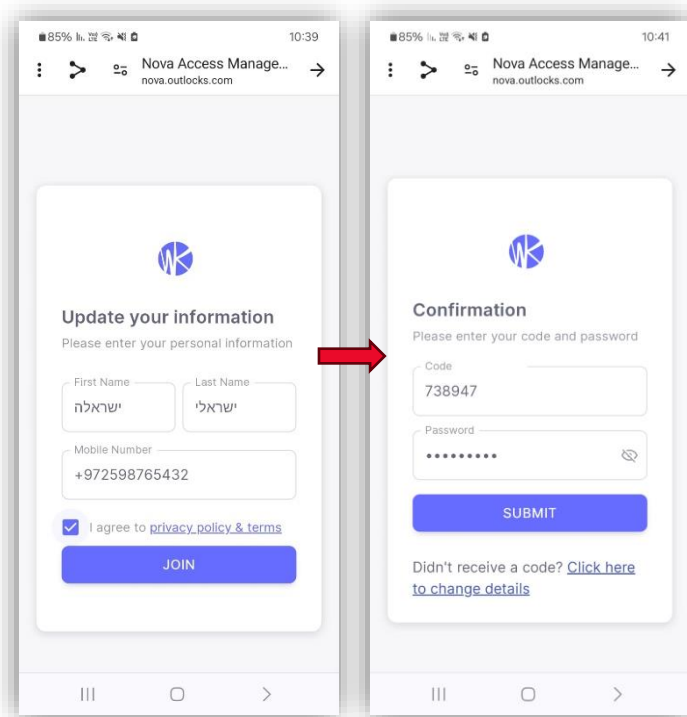 85%
10:39
Nova Access Manage...
nova.outlocks.com
WK
Update your information
Please enter your personal information
First Name
Last Name
ישראלה
ישראלי
Mobile Number
+972598765432
I agree to privacy policy & terms
JOIN
85%
10:41
Nova Access Manage...
nova.outlocks.com
WK
Confirmation
Please enter your code and password
Code
738947
Password
•••••••••
SUBMIT
Didn't receive a code? Click here
to change details